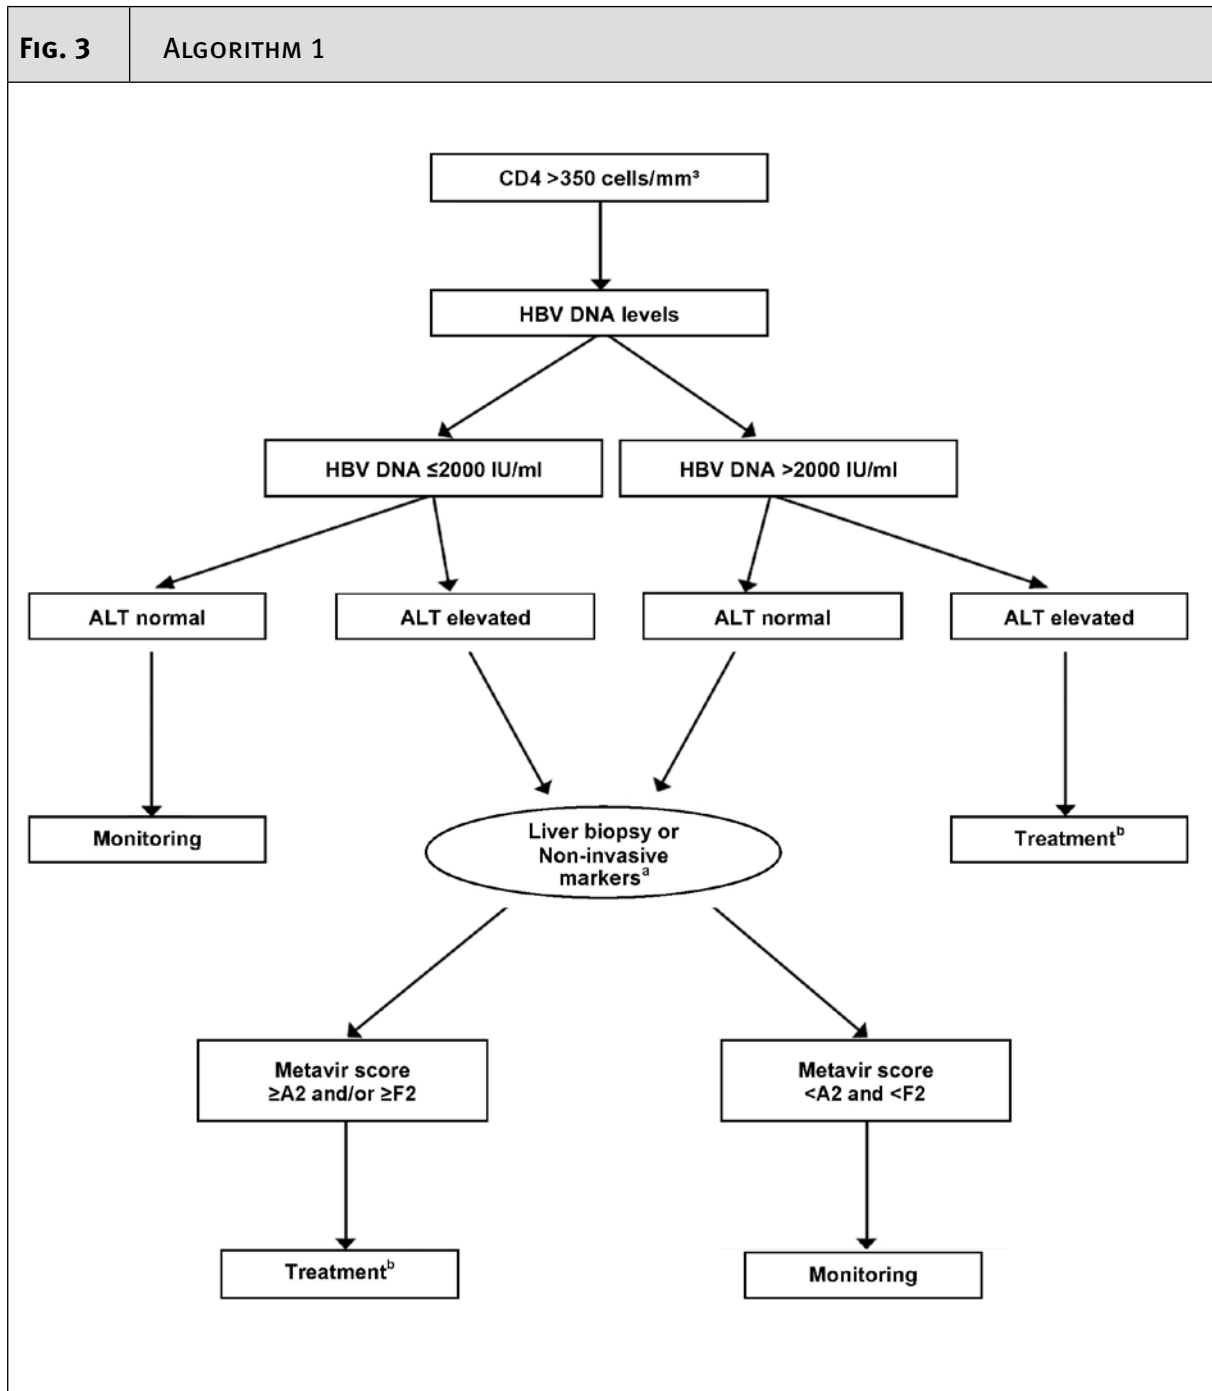 FIG. 3
ALGORITHM 1
CD4 >350 cells/mm³
HBV DNA levels
HBV DNA ≤2000 IU/ml
HBV DNA >2000 IU/ml
ALT normal
ALT elevated
ALT normal
ALT elevated
Monitoring
Liver biopsy or
Non-invasive
markersᵃ
Treatmentᵇ
Metavir score
≥A2 and/or ≥F2
Metavir score
<A2 and <F2
Treatmentᵇ
Monitoring